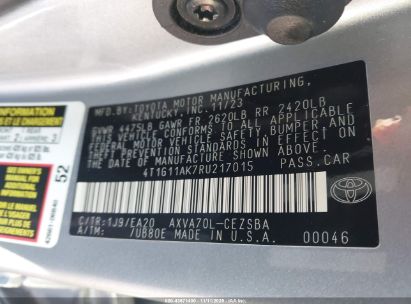 MFD.BY: TOYOTA MOTOR MANUFACTURING,
KENTUCKY, INC. 11/23
GVWR 4475LB GAWR FR 2620LB RR 2420LB
THIS VEHICLE CONFORMS TO ALL APPLICABLE
FEDERAL MOTOR VEHICLE SAFETY, BUMPER, AND
THEFT PREVENTION STANDARDS IN EFFECT ON
THE DATE OF MANUFACTURE SHOWN ABOVE.
4T1G11AK7RU217015 PASS.CAR
C/TR:1J9/EA20 AXVA70L-CEZSBA
A/TM: /UB80E MADE IN U.S.A. 00046
TOYOTA
52